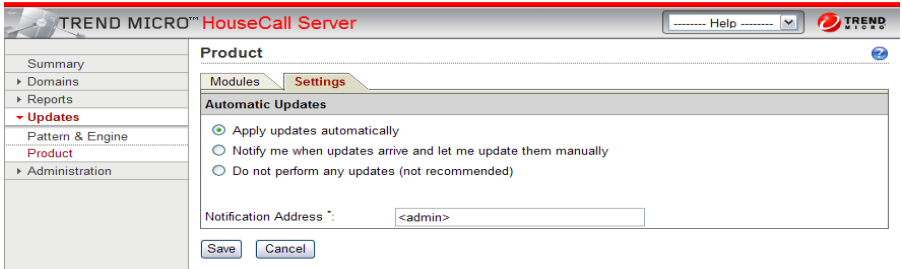 TREND MICRO™ HouseCall Server
-------- Help --------
TREND
MICRO
Summary
Domains
Reports
Updates
Pattern & Engine
Product
Administration
Product
?
Modules
Settings
Automatic Updates
Apply updates automatically
Notify me when updates arrive and let me update them manually
Do not perform any updates (not recommended)
Notification Address *:
<admin>
Save
Cancel